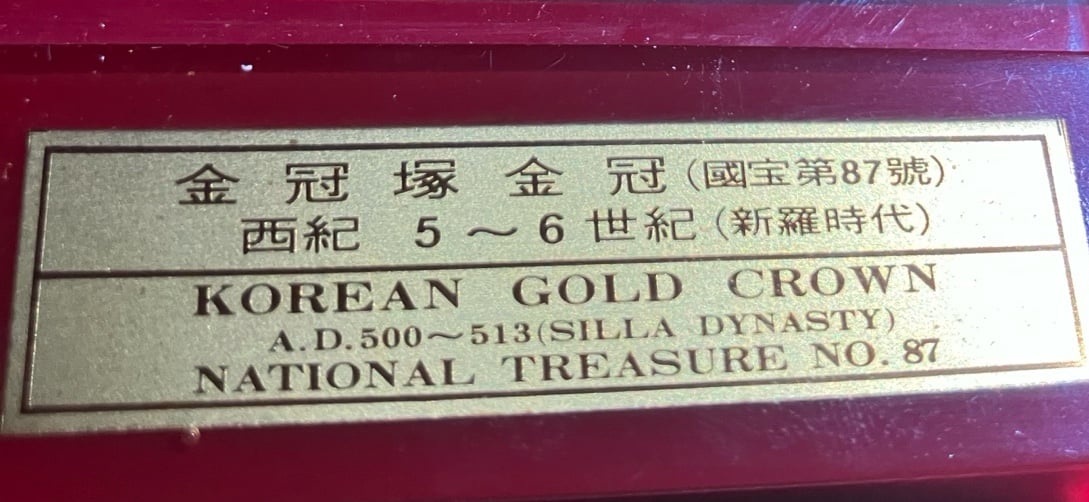 金冠塚金冠(國宝第87號)
西紀 5～6世紀(新羅時代)
KOREAN GOLD CROWN
A.D.500～513(SILLA DYNASTY)
NATIONAL TREASURE NO. 87